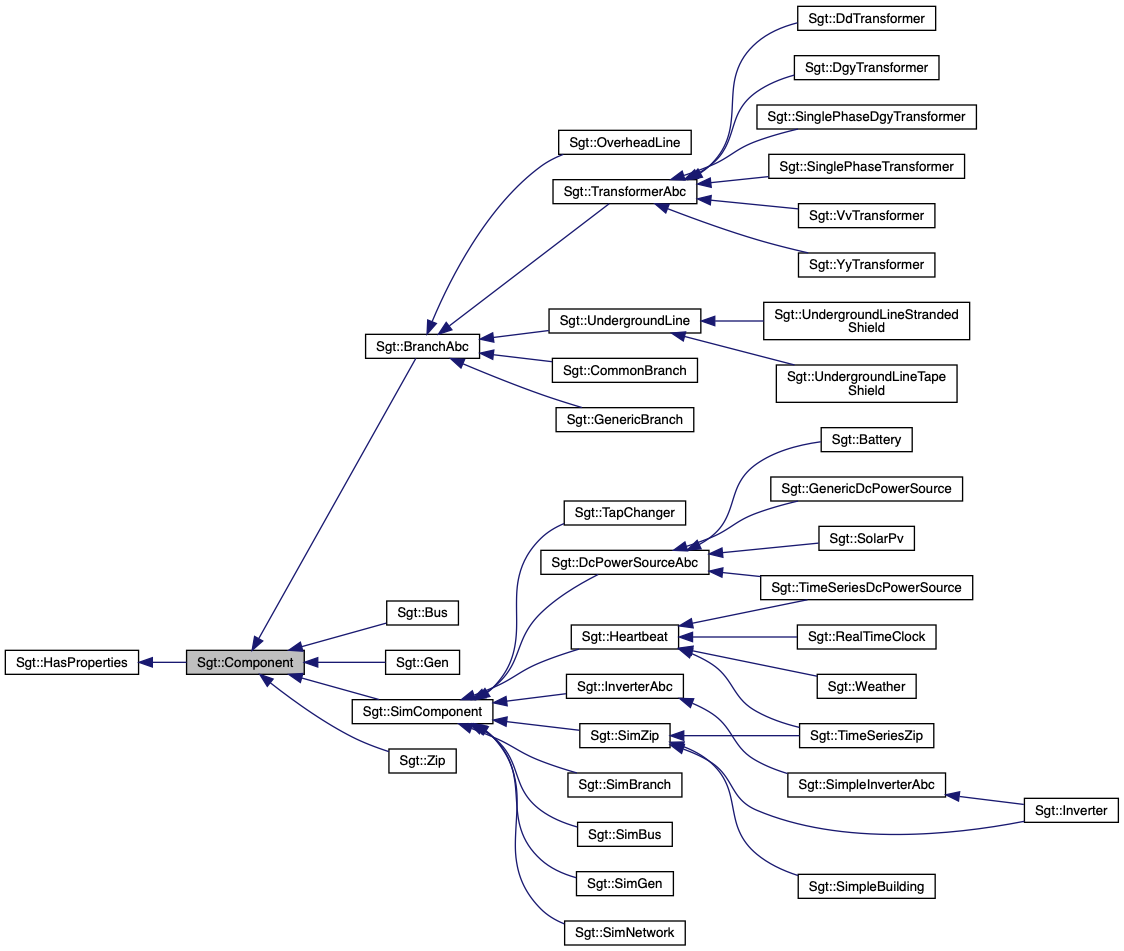 Sgt::DdTransformer
Sgt::DgyTransformer
Sgt::SinglePhaseDgyTransformer
Sgt::OverheadLine
Sgt::SinglePhaseTransformer
Sgt::TransformerAbc
Sgt::VvTransformer
Sgt::YyTransformer
Sgt::UndergroundLineStranded
Shield
Sgt::UndergroundLine
Sgt::BranchAbc
Sgt::CommonBranch
Sgt::UndergroundLineTape
Shield
Sgt::GenericBranch
Sgt::Battery
Sgt::GenericDcPowerSource
Sgt::TapChanger
Sgt::SolarPv
Sgt::DcPowerSourceAbc
Sgt::TimeSeriesDcPowerSource
Sgt::Bus
Sgt::Heartbeat
Sgt::RealTimeClock
Sgt::HasProperties
Sgt::Component
Sgt::Gen
Sgt::InverterAbc
Sgt::Weather
Sgt::SimComponent
Sgt::SimZip
Sgt::TimeSeriesZip
Sgt::Zip
Sgt::SimBranch
Sgt::SimpleInverterAbc
Sgt::Inverter
Sgt::SimBus
Sgt::SimGen
Sgt::SimpleBuilding
Sgt::SimNetwork